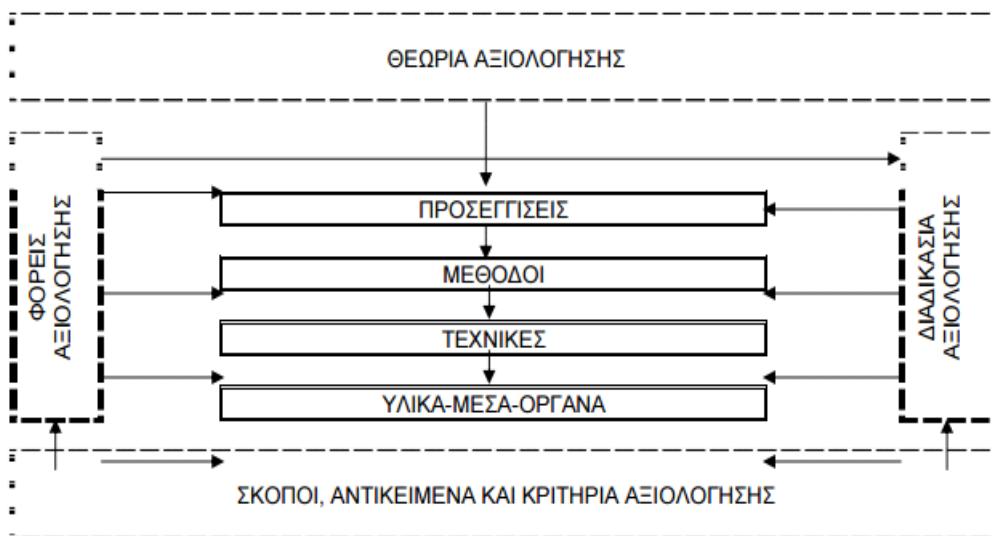 ΘΕΩΡΙΑ ΑΞΙΟΛΟΓΗΣΗΣ
ΦΟΡΕΙΣ
ΑΞΙΟΛΟΓΗΣΗΣ
ΠΡΟΣΕΓΓΙΣΕΙΣ
ΜΕΘΟΔΟΙ
ΤΕΧΝΙΚΕΣ
ΥΛΙΚΑ-ΜΕΣΑ-ΟΡΓΑΝΑ
ΔΙΑΔΙΚΑΣΙΑ
ΑΞΙΟΛΟΓΗΣΗΣ
ΣΚΟΠΟΙ, ΑΝΤΙΚΕΙΜΕΝΑ ΚΑΙ ΚΡΙΤΗΡΙΑ ΑΞΙΟΛΟΓΗΣΗΣ